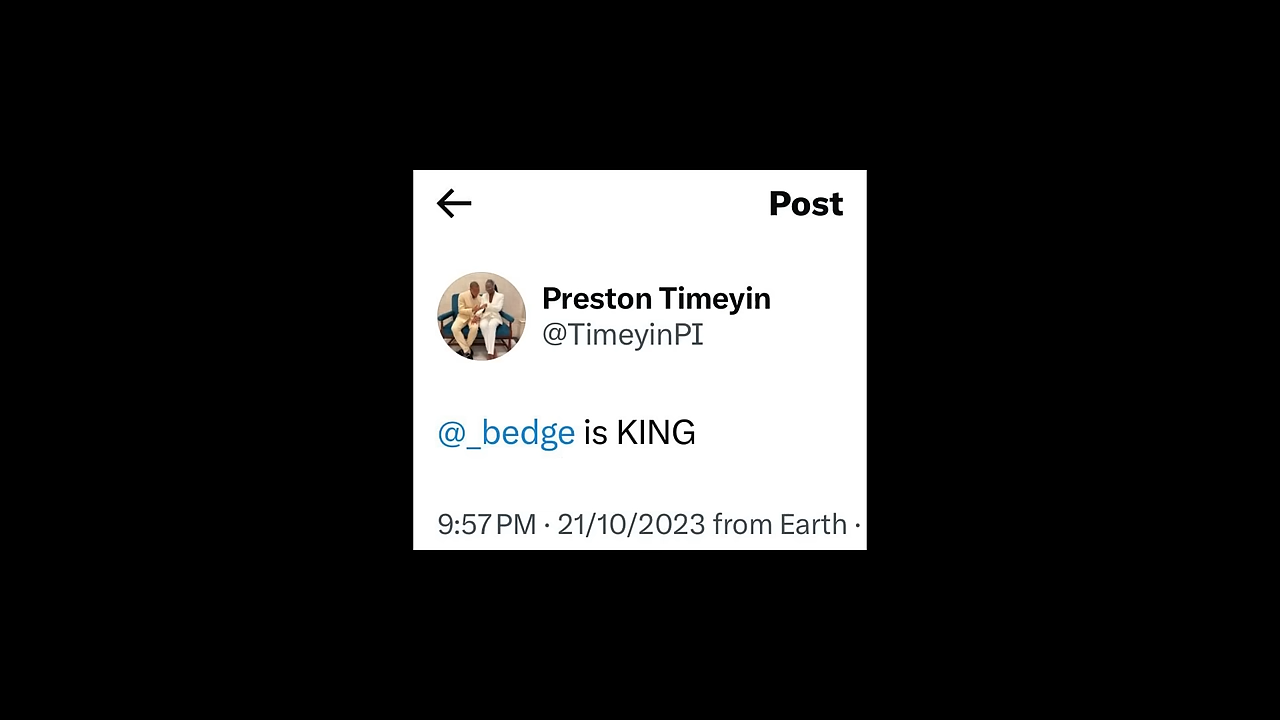 Post
Preston Timeyin
@TimeyinPI
@_bedge is KING
9:57 PM · 21/10/2023 from Earth ·